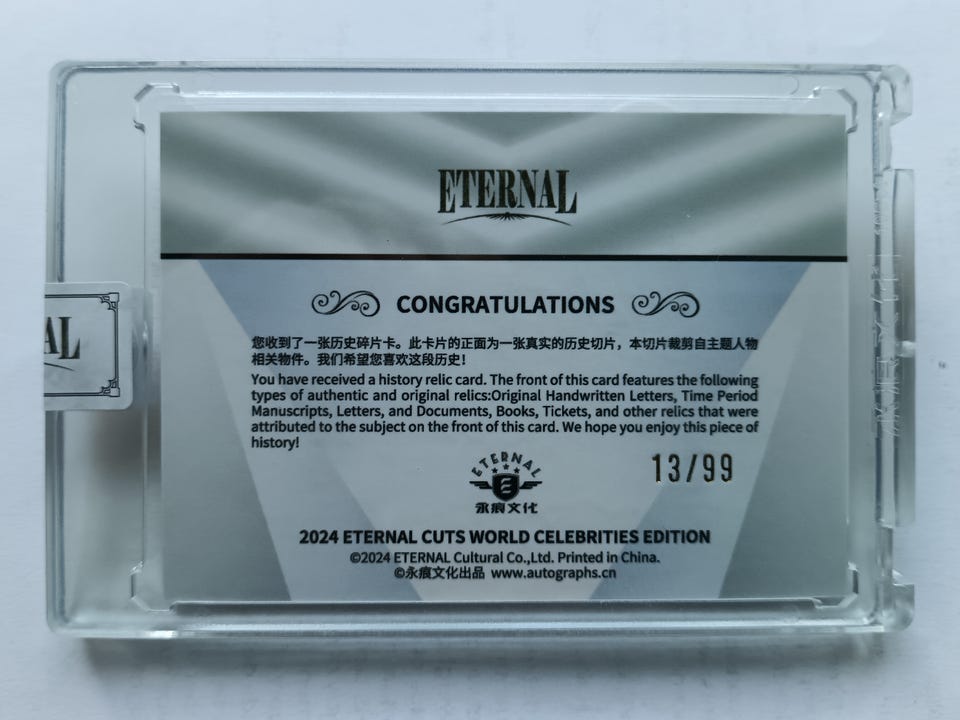 ETERNAL
CONGRATULATIONS
您收到了一张历史碎片卡。此卡片的正面为一张真实的历史切片，本切片裁剪自主题人物
相关物件。我们希望您喜欢这段历史！
You have received a history relic card. The front of this card features the following
types of authentic and original relics:Original Handwritten Letters, Time Period
Manuscripts, Letters, and Documents, Books, Tickets, and other relics that were
attributed to the subject on the front of this card. We hope you enjoy this piece of
history!
13/99
ETERNAL
永痕文化
2024 ETERNAL CUTS WORLD CELEBRITIES EDITION
©2024 ETERNAL Cultural Co.,Ltd. Printed in China.
©永痕文化出品 www.autographs.cn
AL